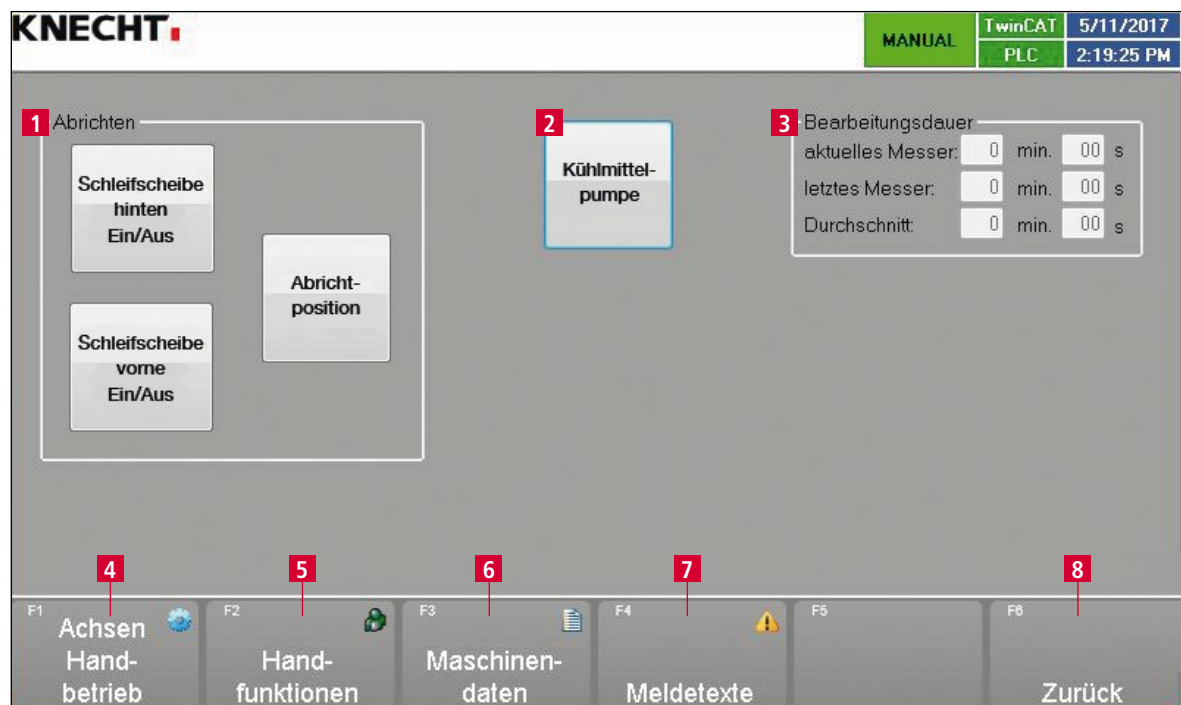 KNECHT
MANUAL
TwinCAT
5/11/2017
PLC
2:19:25 PM
1
Abrichten
Schleifscheibe
hinten
Ein/Aus
Schleifscheibe
vorne
Ein/Aus
Abricht-
position
2
Kühlmittel-
pumpe
3
Bearbeitungsdauer
aktuelles Messer: 0 min. 00 s
letztes Messer: 0 min. 00 s
Durchschnitt: 0 min. 00 s
4
5
6
7
8
F1
Achsen
Hand-
betrieb
F2
Hand-
funktionen
F3
Maschinen-
daten
F4
Meldetexte
F5
F6
Zurück